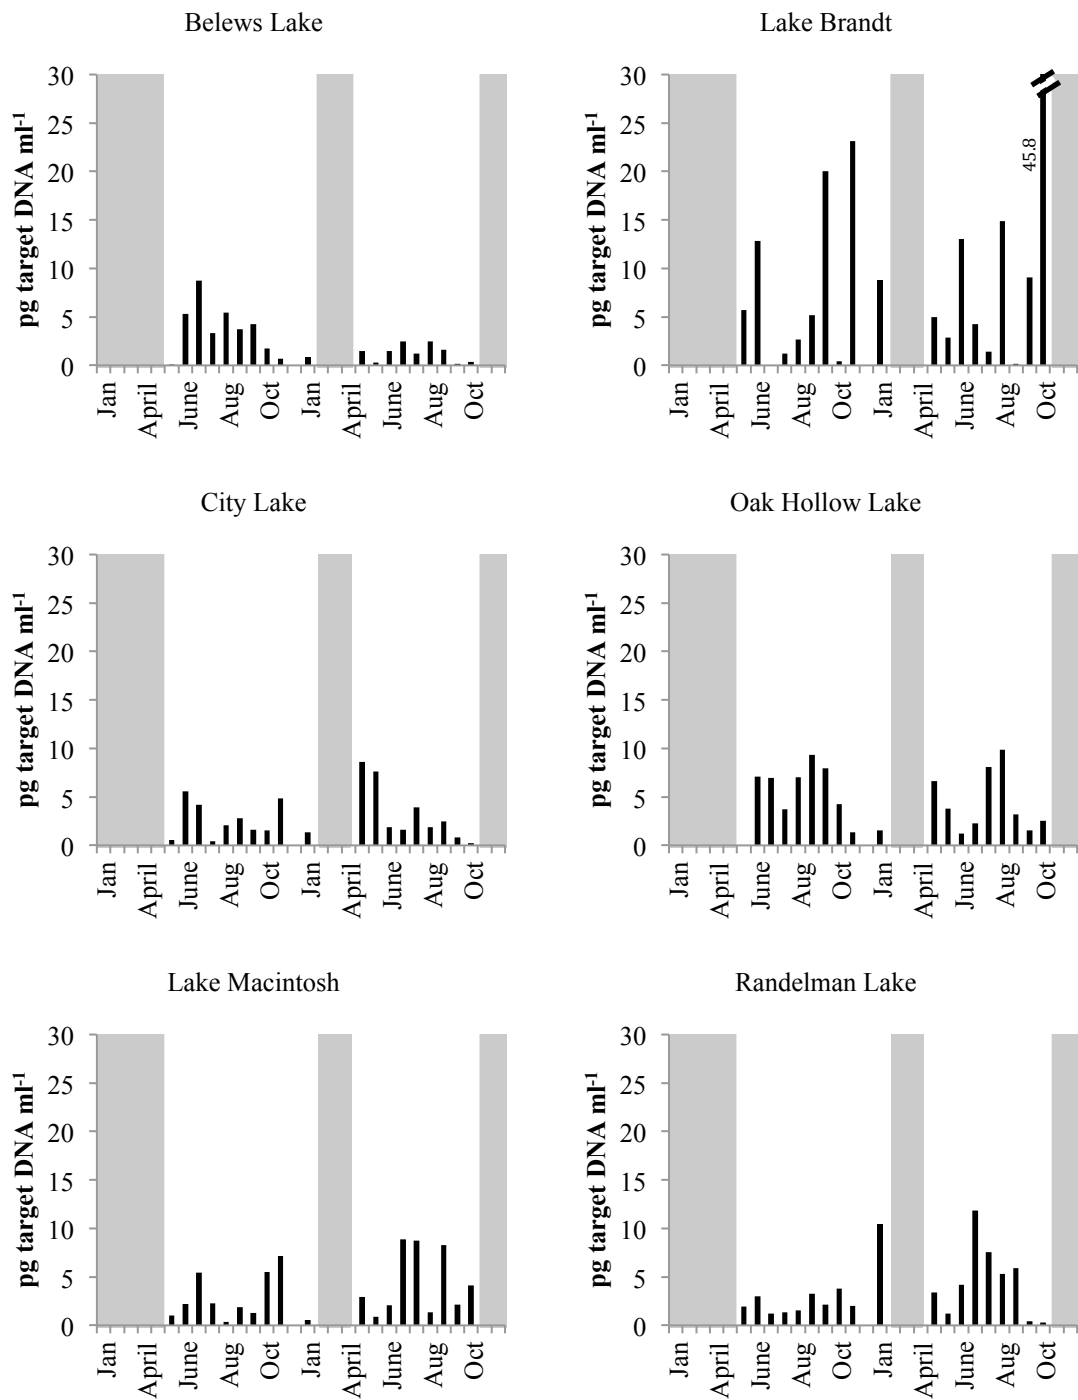 Belews Lake
pg target DNA ml-1
30
25
20
15
10
5
0
Jan
April
June
Aug
Oct
Jan
April
June
Aug
Oct
Lake Brandt
pg target DNA ml-1
30
25
20
15
10
5
0
45.8
Jan
April
June
Aug
Oct
Jan
April
June
Aug
Oct
City Lake
pg target DNA ml-1
30
25
20
15
10
5
0
Jan
April
June
Aug
Oct
Jan
April
June
Aug
Oct
Oak Hollow Lake
pg target DNA ml-1
30
25
20
15
10
5
0
Jan
April
June
Aug
Oct
Jan
April
June
Aug
Oct
Lake Macintosh
pg target DNA ml-1
30
25
20
15
10
5
0
Jan
April
June
Aug
Oct
Jan
April
June
Aug
Oct
Randelman Lake
pg target DNA ml-1
30
25
20
15
10
5
0
Jan
April
June
Aug
Oct
Jan
April
June
Aug
Oct